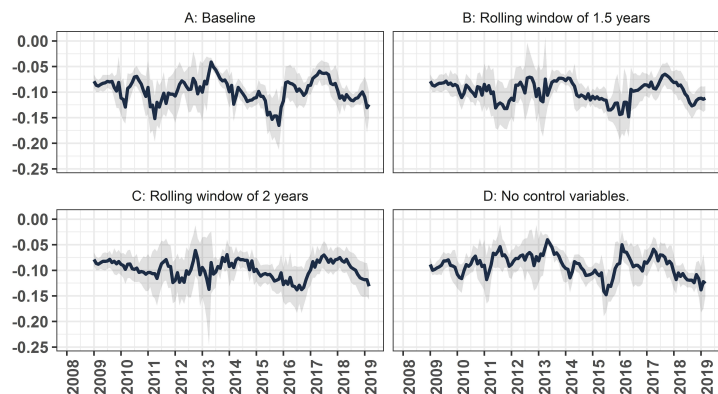 A: Baseline
B: Rolling window of 1.5 years
0.00
-0.05
-0.10
-0.15
-0.20
-0.25
C: Rolling window of 2 years
D: No control variables.
0.00
-0.05
-0.10
-0.15
-0.20
-0.25
2008 2009 2010 2011 2012 2013 2014 2015 2016 2017 2018 2019
2008 2009 2010 2011 2012 2013 2014 2015 2016 2017 2018 2019